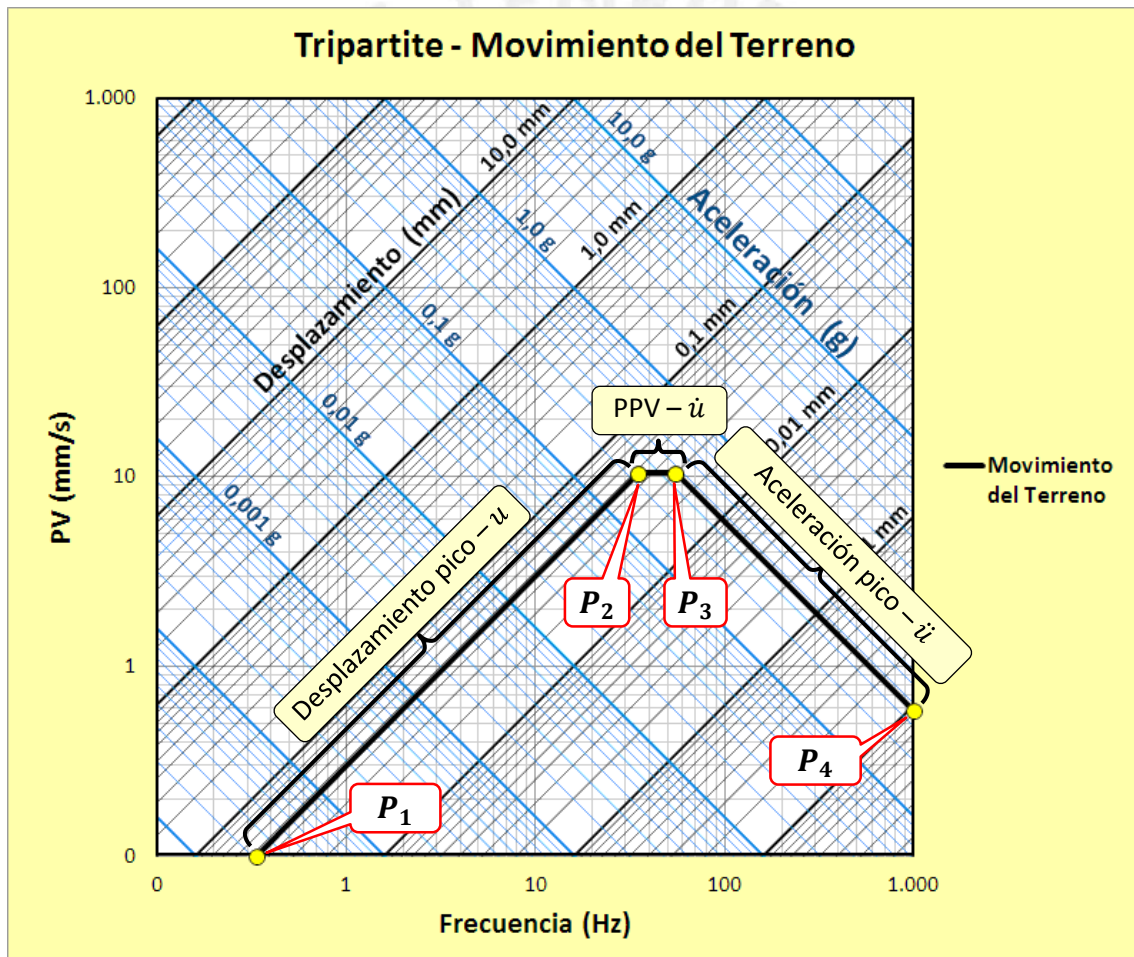 Tripartite - Movimiento del Terreno
1.000
100
10
1
0
PV (mm/s)
0
1
10
100
1.000
Frecuencia (Hz)
10,0 mm
1,0 mm
0,1 mm
0,01 mm
mm
10,0 g
1,0 g
0,1 g
0,01 g
0,001 g
Desplazamiento (mm)
Aceleración (g)
PPV – u̇
Desplazamiento pico – u
Aceleración pico – ü
P₁
P₂
P₃
P₄
Movimiento
del Terreno